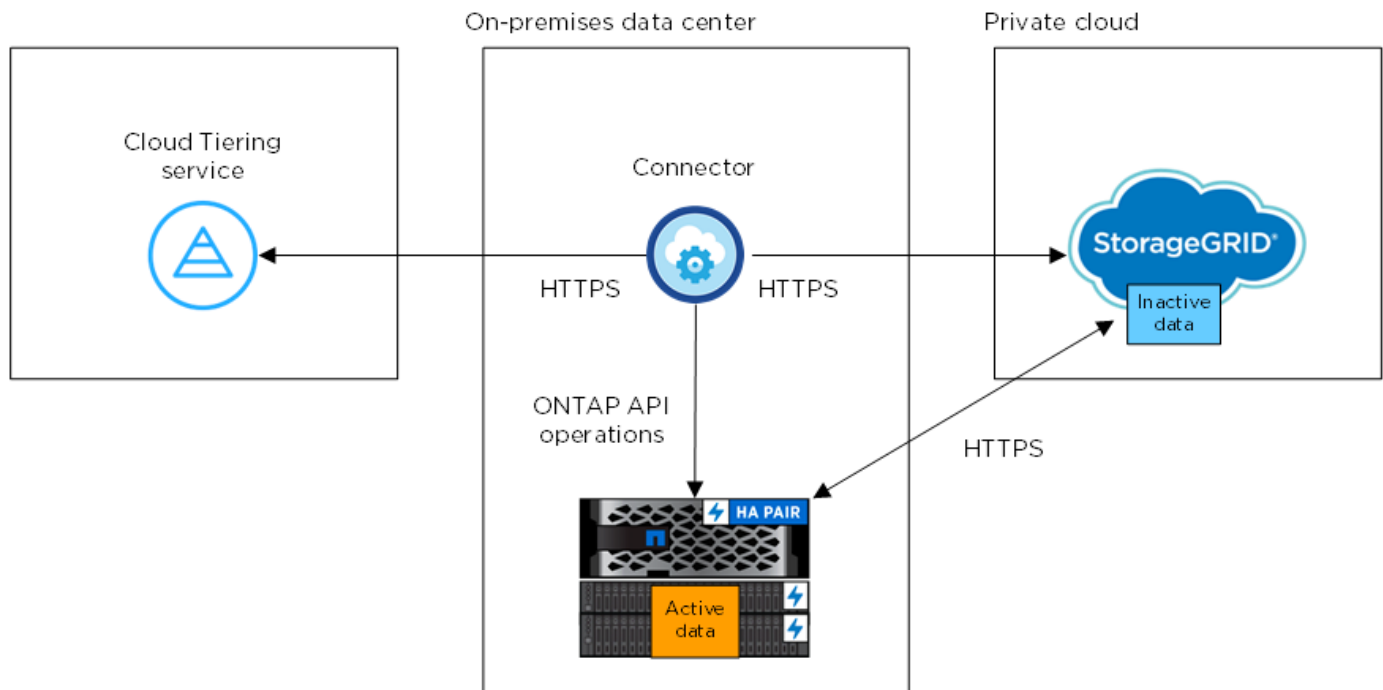 On-premises data center
Private cloud
Cloud Tiering
service
Connector
StorageGRID®
HTTPS
HTTPS
Inactive
data
ONTAP API
operations
HTTPS
HA PAIR
Active
data